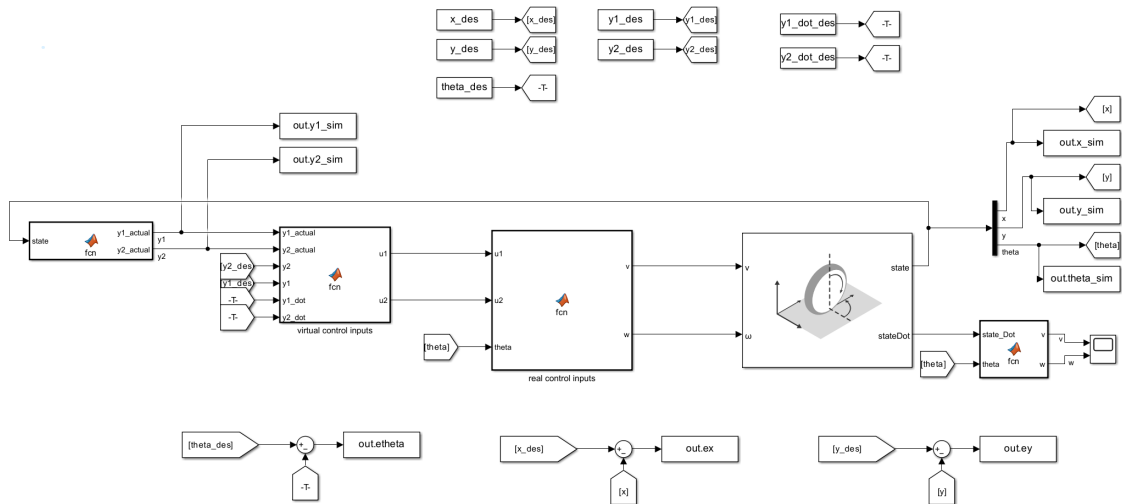 x_des
[x_des]
y1_des
[y1_des]
y1_dot_des
-T-
y_des
[y_des]
y2_des
[y2_des]
y2_dot_des
-T-
theta_des
-T-
[x]
out.y1_sim
out.x_sim
out.y2_sim
[y]
x
out.y_sim
y
[theta]
theta
out.theta_sim
state
y1_actual
y1
y2_actual
y2
fcn
y1_actual
y2_actual
[y2_des]
y2
[y1_des]
y1
-T-
y1_dot
-T-
y2_dot
u1
u2
fcn
virtual control inputs
u1
u2
[theta]
theta
v
w
fcn
real control inputs
v
ω
state
stateDot
state_Dot
[theta]
theta
v
w
fcn
v
w
[theta_des]
+
-
out.etheta
-T-
[x_des]
+
-
out.ex
[x]
[y_des]
+
-
out.ey
[y]